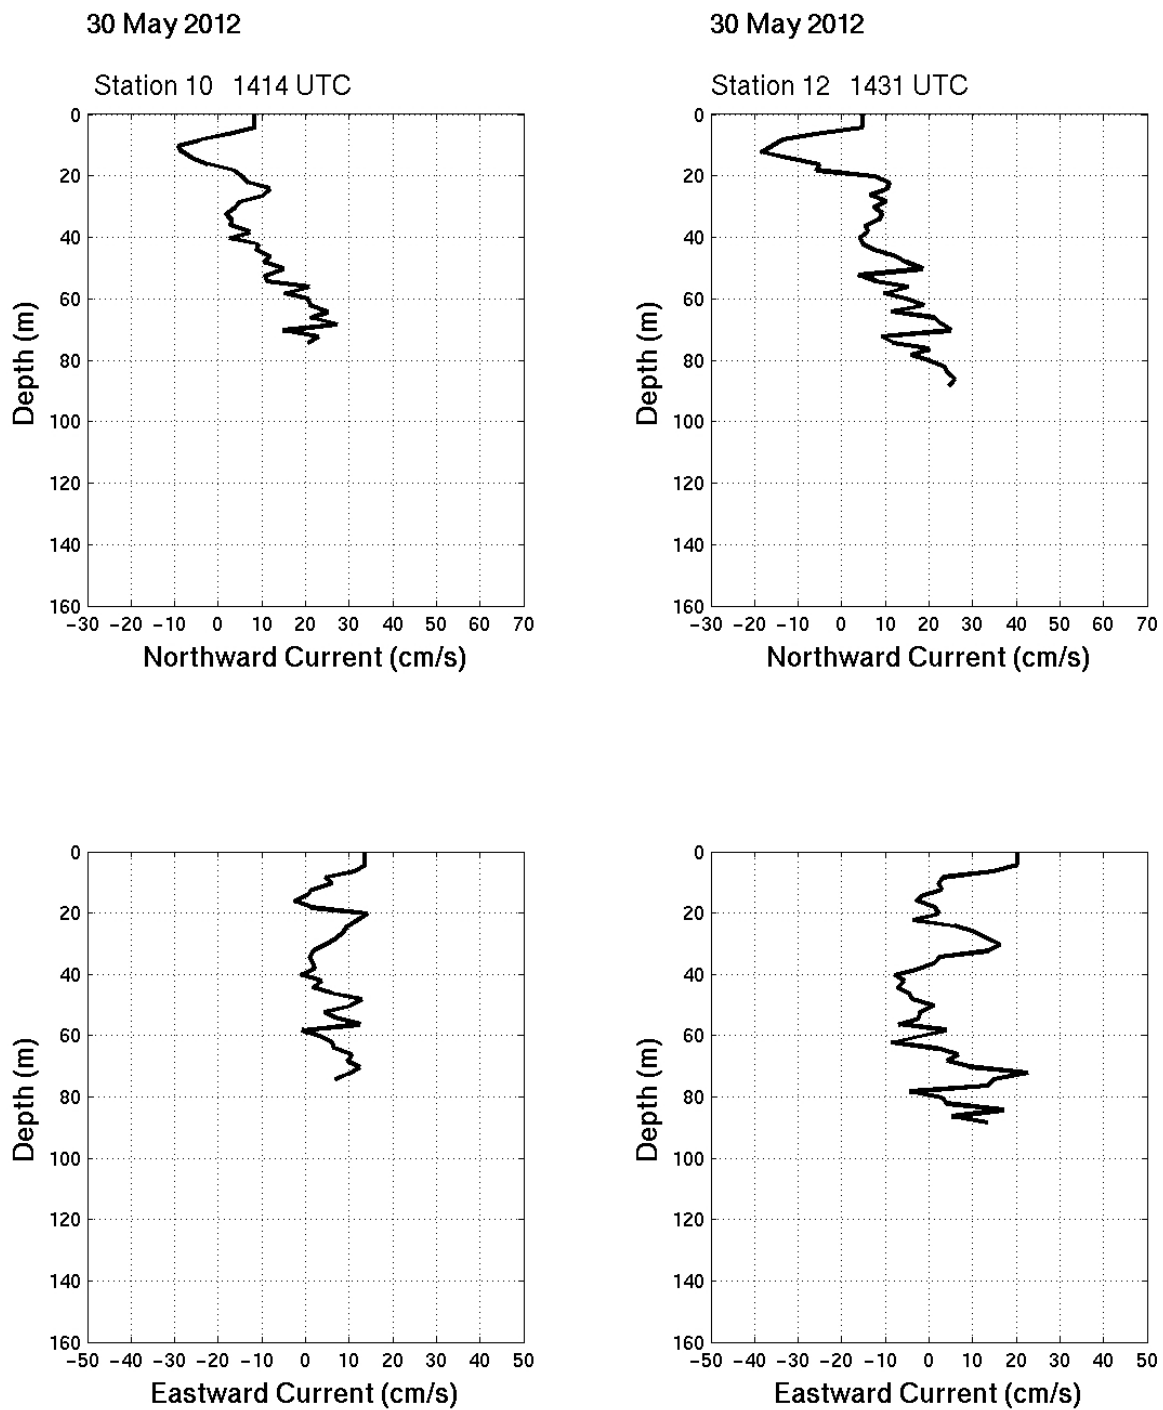 30 May 2012
30 May 2012
Station 10 1414 UTC
Station 12 1431 UTC
0
20
40
60
80
100
120
140
160
Depth (m)
−30 −20 −10 0 10 20 30 40 50 60 70
Northward Current (cm/s)
0
20
40
60
80
100
120
140
160
Depth (m)
−30 −20 −10 0 10 20 30 40 50 60 70
Northward Current (cm/s)
0
20
40
60
80
100
120
140
160
Depth (m)
−50 −40 −30 −20 −10 0 10 20 30 40 50
Eastward Current (cm/s)
0
20
40
60
80
100
120
140
160
Depth (m)
−50 −40 −30 −20 −10 0 10 20 30 40 50
Eastward Current (cm/s)